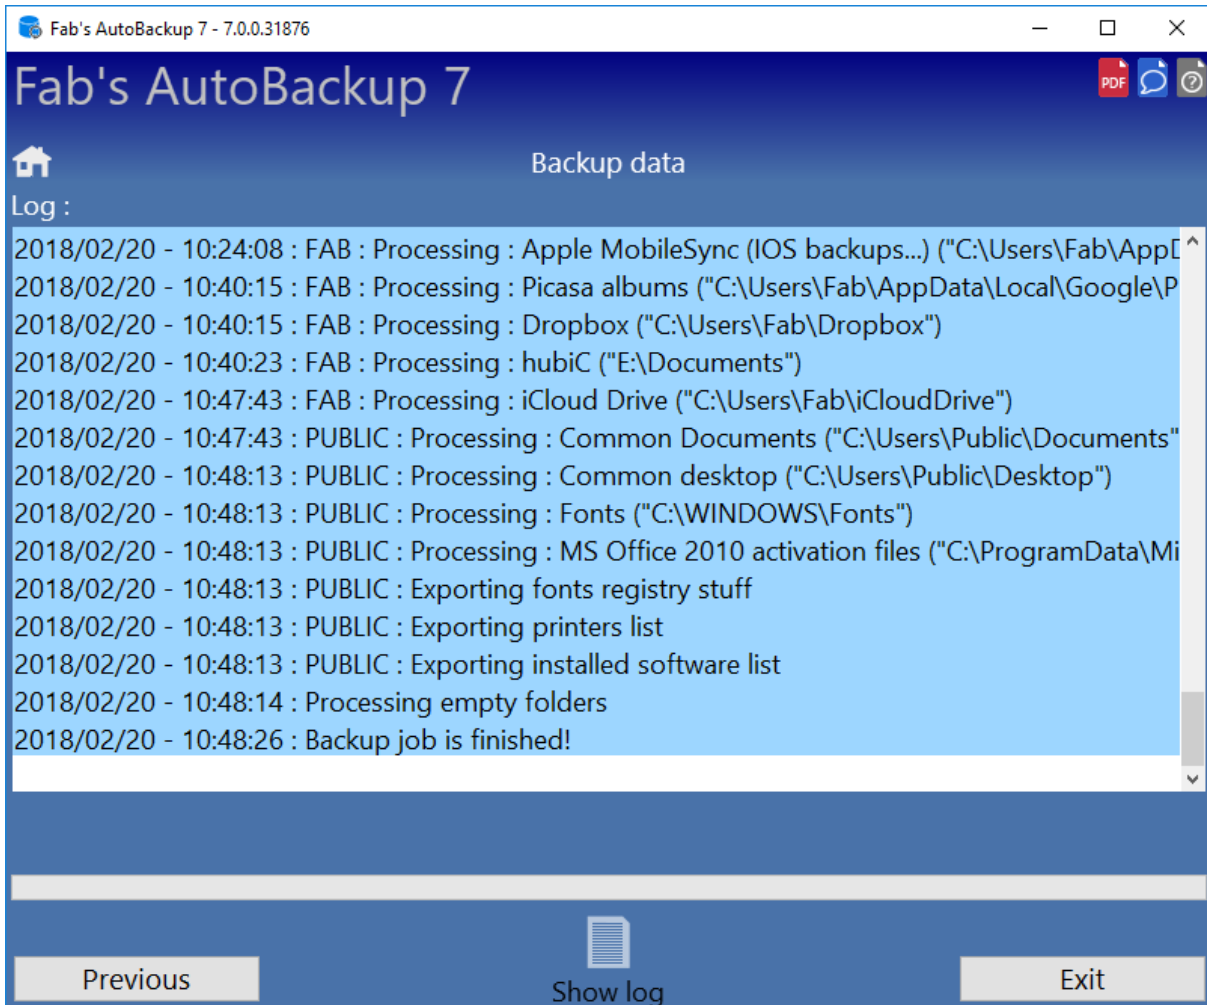 Fab's AutoBackup 7 - 7.0.0.31876
Fab's AutoBackup 7
PDF
Backup data
Log :
2018/02/20 - 10:24:08 : FAB : Processing : Apple MobileSync (IOS backups...) ("C:\Users\Fab\AppD
2018/02/20 - 10:40:15 : FAB : Processing : Picasa albums ("C:\Users\Fab\AppData\Local\Google\P
2018/02/20 - 10:40:15 : FAB : Processing : Dropbox ("C:\Users\Fab\Dropbox")
2018/02/20 - 10:40:23 : FAB : Processing : hubiC ("E:\Documents")
2018/02/20 - 10:47:43 : FAB : Processing : iCloud Drive ("C:\Users\Fab\iCloudDrive")
2018/02/20 - 10:47:43 : PUBLIC : Processing : Common Documents ("C:\Users\Public\Documents"
2018/02/20 - 10:48:13 : PUBLIC : Processing : Common desktop ("C:\Users\Public\Desktop")
2018/02/20 - 10:48:13 : PUBLIC : Processing : Fonts ("C:\WINDOWS\Fonts")
2018/02/20 - 10:48:13 : PUBLIC : Processing : MS Office 2010 activation files ("C:\ProgramData\Mi
2018/02/20 - 10:48:13 : PUBLIC : Exporting fonts registry stuff
2018/02/20 - 10:48:13 : PUBLIC : Exporting printers list
2018/02/20 - 10:48:13 : PUBLIC : Exporting installed software list
2018/02/20 - 10:48:14 : Processing empty folders
2018/02/20 - 10:48:26 : Backup job is finished!
Previous
Show log
Exit